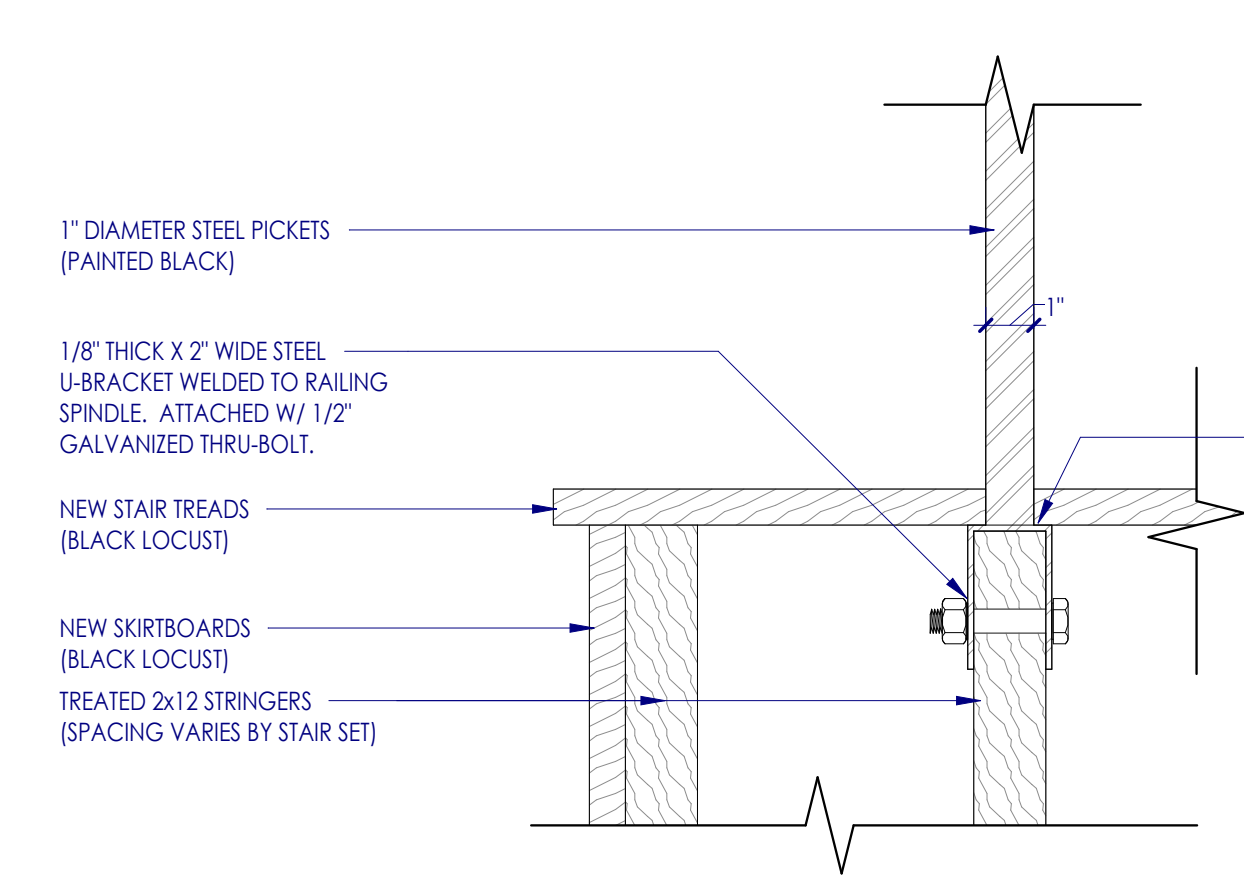 1" DIAMETER STEEL PICKETS
(PAINTED BLACK)
1"
1/8" THICK X 2" WIDE STEEL
U-BRACKET WELDED TO RAILING
SPINDLE. ATTACHED W/ 1/2"
GALVANIZED THRU-BOLT.
NEW STAIR TREADS
(BLACK LOCUST)
NEW SKIRTBOARDS
(BLACK LOCUST)
TREATED 2x12 STRINGERS
(SPACING VARIES BY STAIR SET)